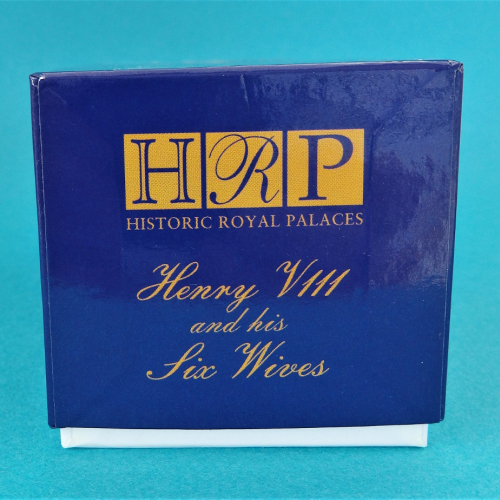 HRP
HISTORIC ROYAL PALACES
Henry VIII
and his
Six Wives